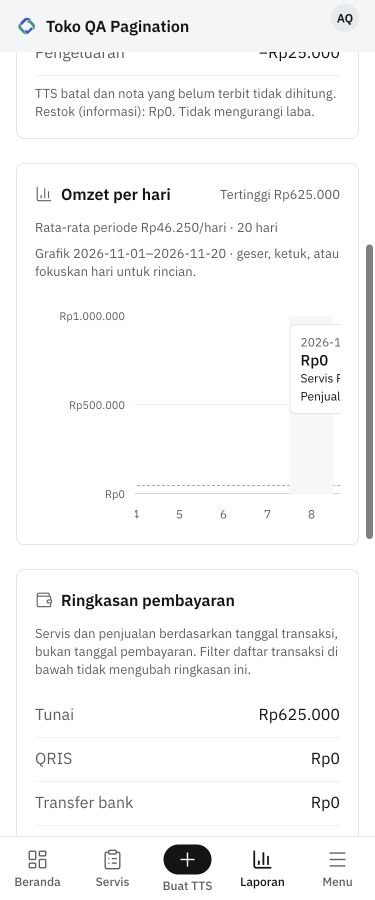 Toko QA Pagination
AQ
Pengeluaran −Rp25.000
TTS batal dan nota yang belum terbit tidak dihitung.
Restok (informasi): Rp0. Tidak mengurangi laba.
Omzet per hari
Tertinggi Rp625.000
Rata-rata periode Rp46.250/hari · 20 hari
Grafik 2026-11-01–2026-11-20 · geser, ketuk, atau
fokuskan hari untuk rincian.
Rp1.000.000
Rp500.000
Rp0
2026-1
Rp0
Servis
Penjual
4 5 6 7 8
Ringkasan pembayaran
Servis dan penjualan berdasarkan tanggal transaksi,
bukan tanggal pembayaran. Filter daftar transaksi di
bawah tidak mengubah ringkasan ini.
Tunai Rp625.000
QRIS Rp0
Transfer bank Rp0
Beranda
Servis
Buat TTS
Laporan
Menu